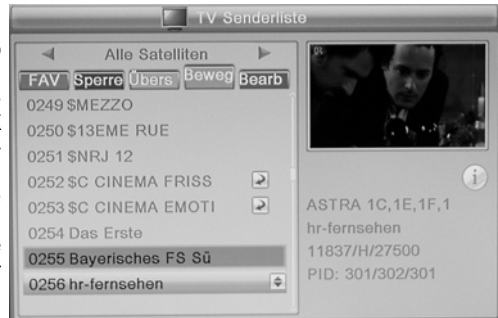 TV Senderliste
Alle Satelliten
FAV Sperre Übers Beweg Bearb
0249 $MEZZO
0250 $13EME RUE
0251 $NRJ 12
0252 $C CINEMA FRISS
0253 $C CINEMA EMOTI
0254 Das Erste
0255 Bayerisches FS Sü
0256 hr-fernsehen
ASTRA 1C,1E,1F,1
hr-fernsehen
11837/H/27500
PID: 301/302/301